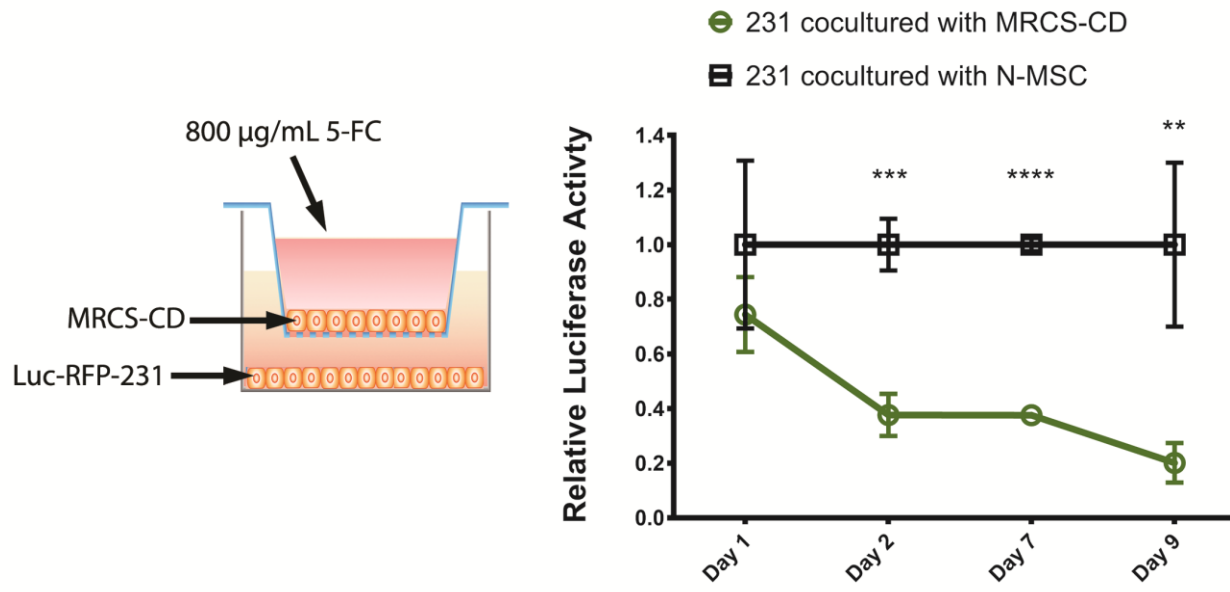 800 µg/mL 5-FC
MRCS-CD
Luc-RFP-231
231 cocultured with MRCS-CD
231 cocultured with N-MSC
Relative Luciferase Activty
1.4
1.2
1.0
0.8
0.6
0.4
0.2
0.0
***
****
**
Day 1
Day 2
Day 7
Day 9